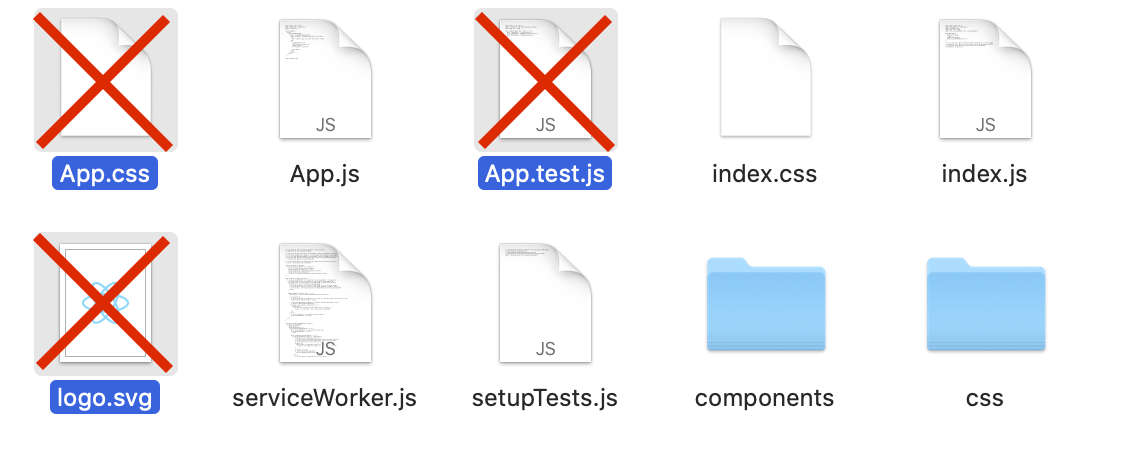 JS
JS
JS
App.css
App.js
App.test.js
index.css
index.js
JS
JS
logo.svg
serviceWorker.js
setupTests.js
components
css